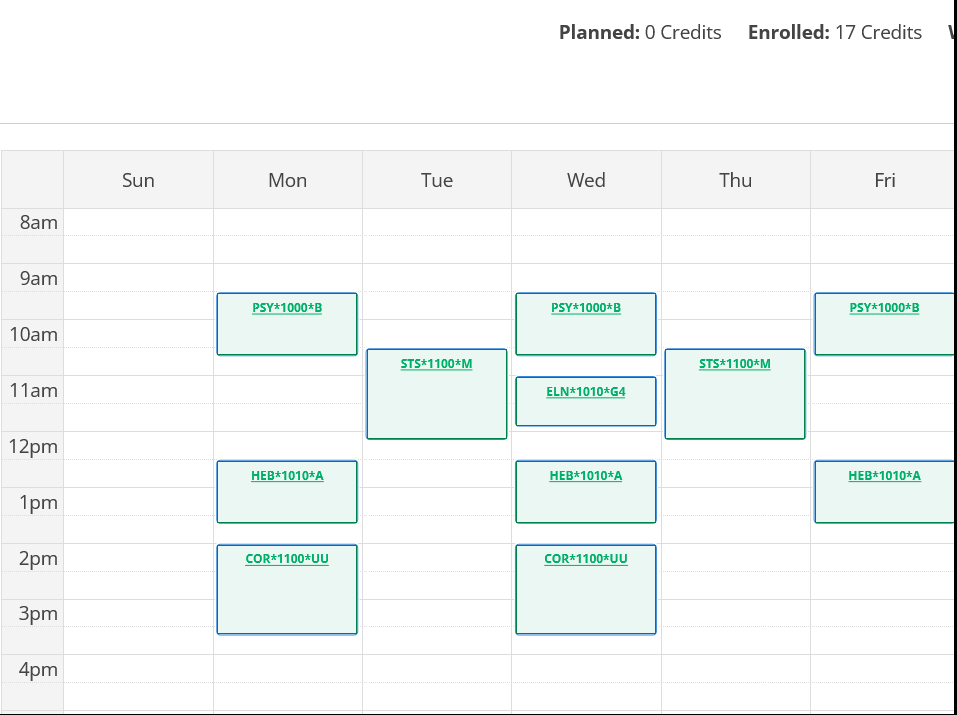 Planned: 0 Credits Enrolled: 17 Credits
Sun Mon Tue Wed Thu Fri
8am
9am
PSY*1000*B PSY*1000*B PSY*1000*B
10am
STS*1100*M STS*1100*M
11am
ELN*1010*G4
12pm
HEB*1010*A HEB*1010*A HEB*1010*A
1pm
2pm
COR*1100*UU COR*1100*UU
3pm
4pm